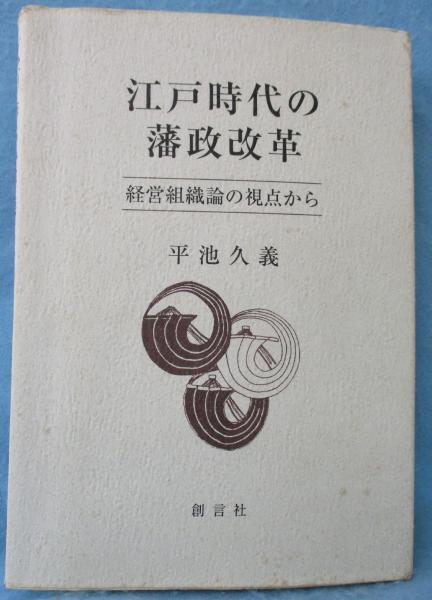 江戸時代の
藩政改革
経営組織論の視点から
平池久義
創言社